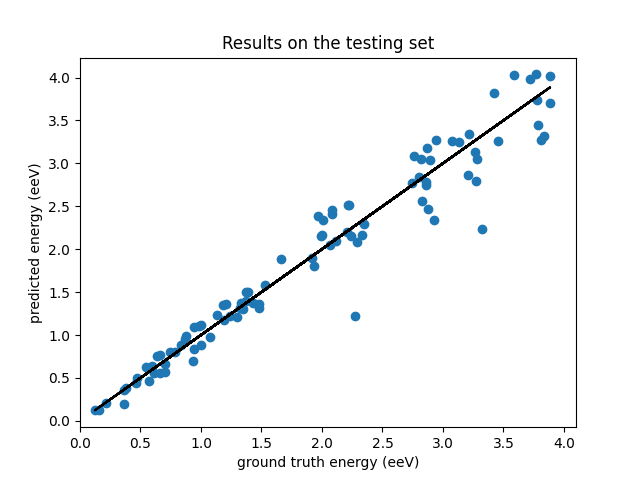 Results on the testing set
predicted energy (eeV)
4.0
3.5
3.0
2.5
2.0
1.5
1.0
0.5
0.0
0.0 0.5 1.0 1.5 2.0 2.5 3.0 3.5 4.0
ground truth energy (eeV)